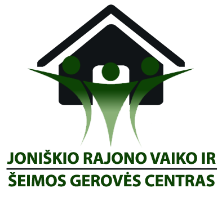 JONIŠKIO RAJONO VAIKO IR
ŠEIMOS GEROVĖS CENTRAS